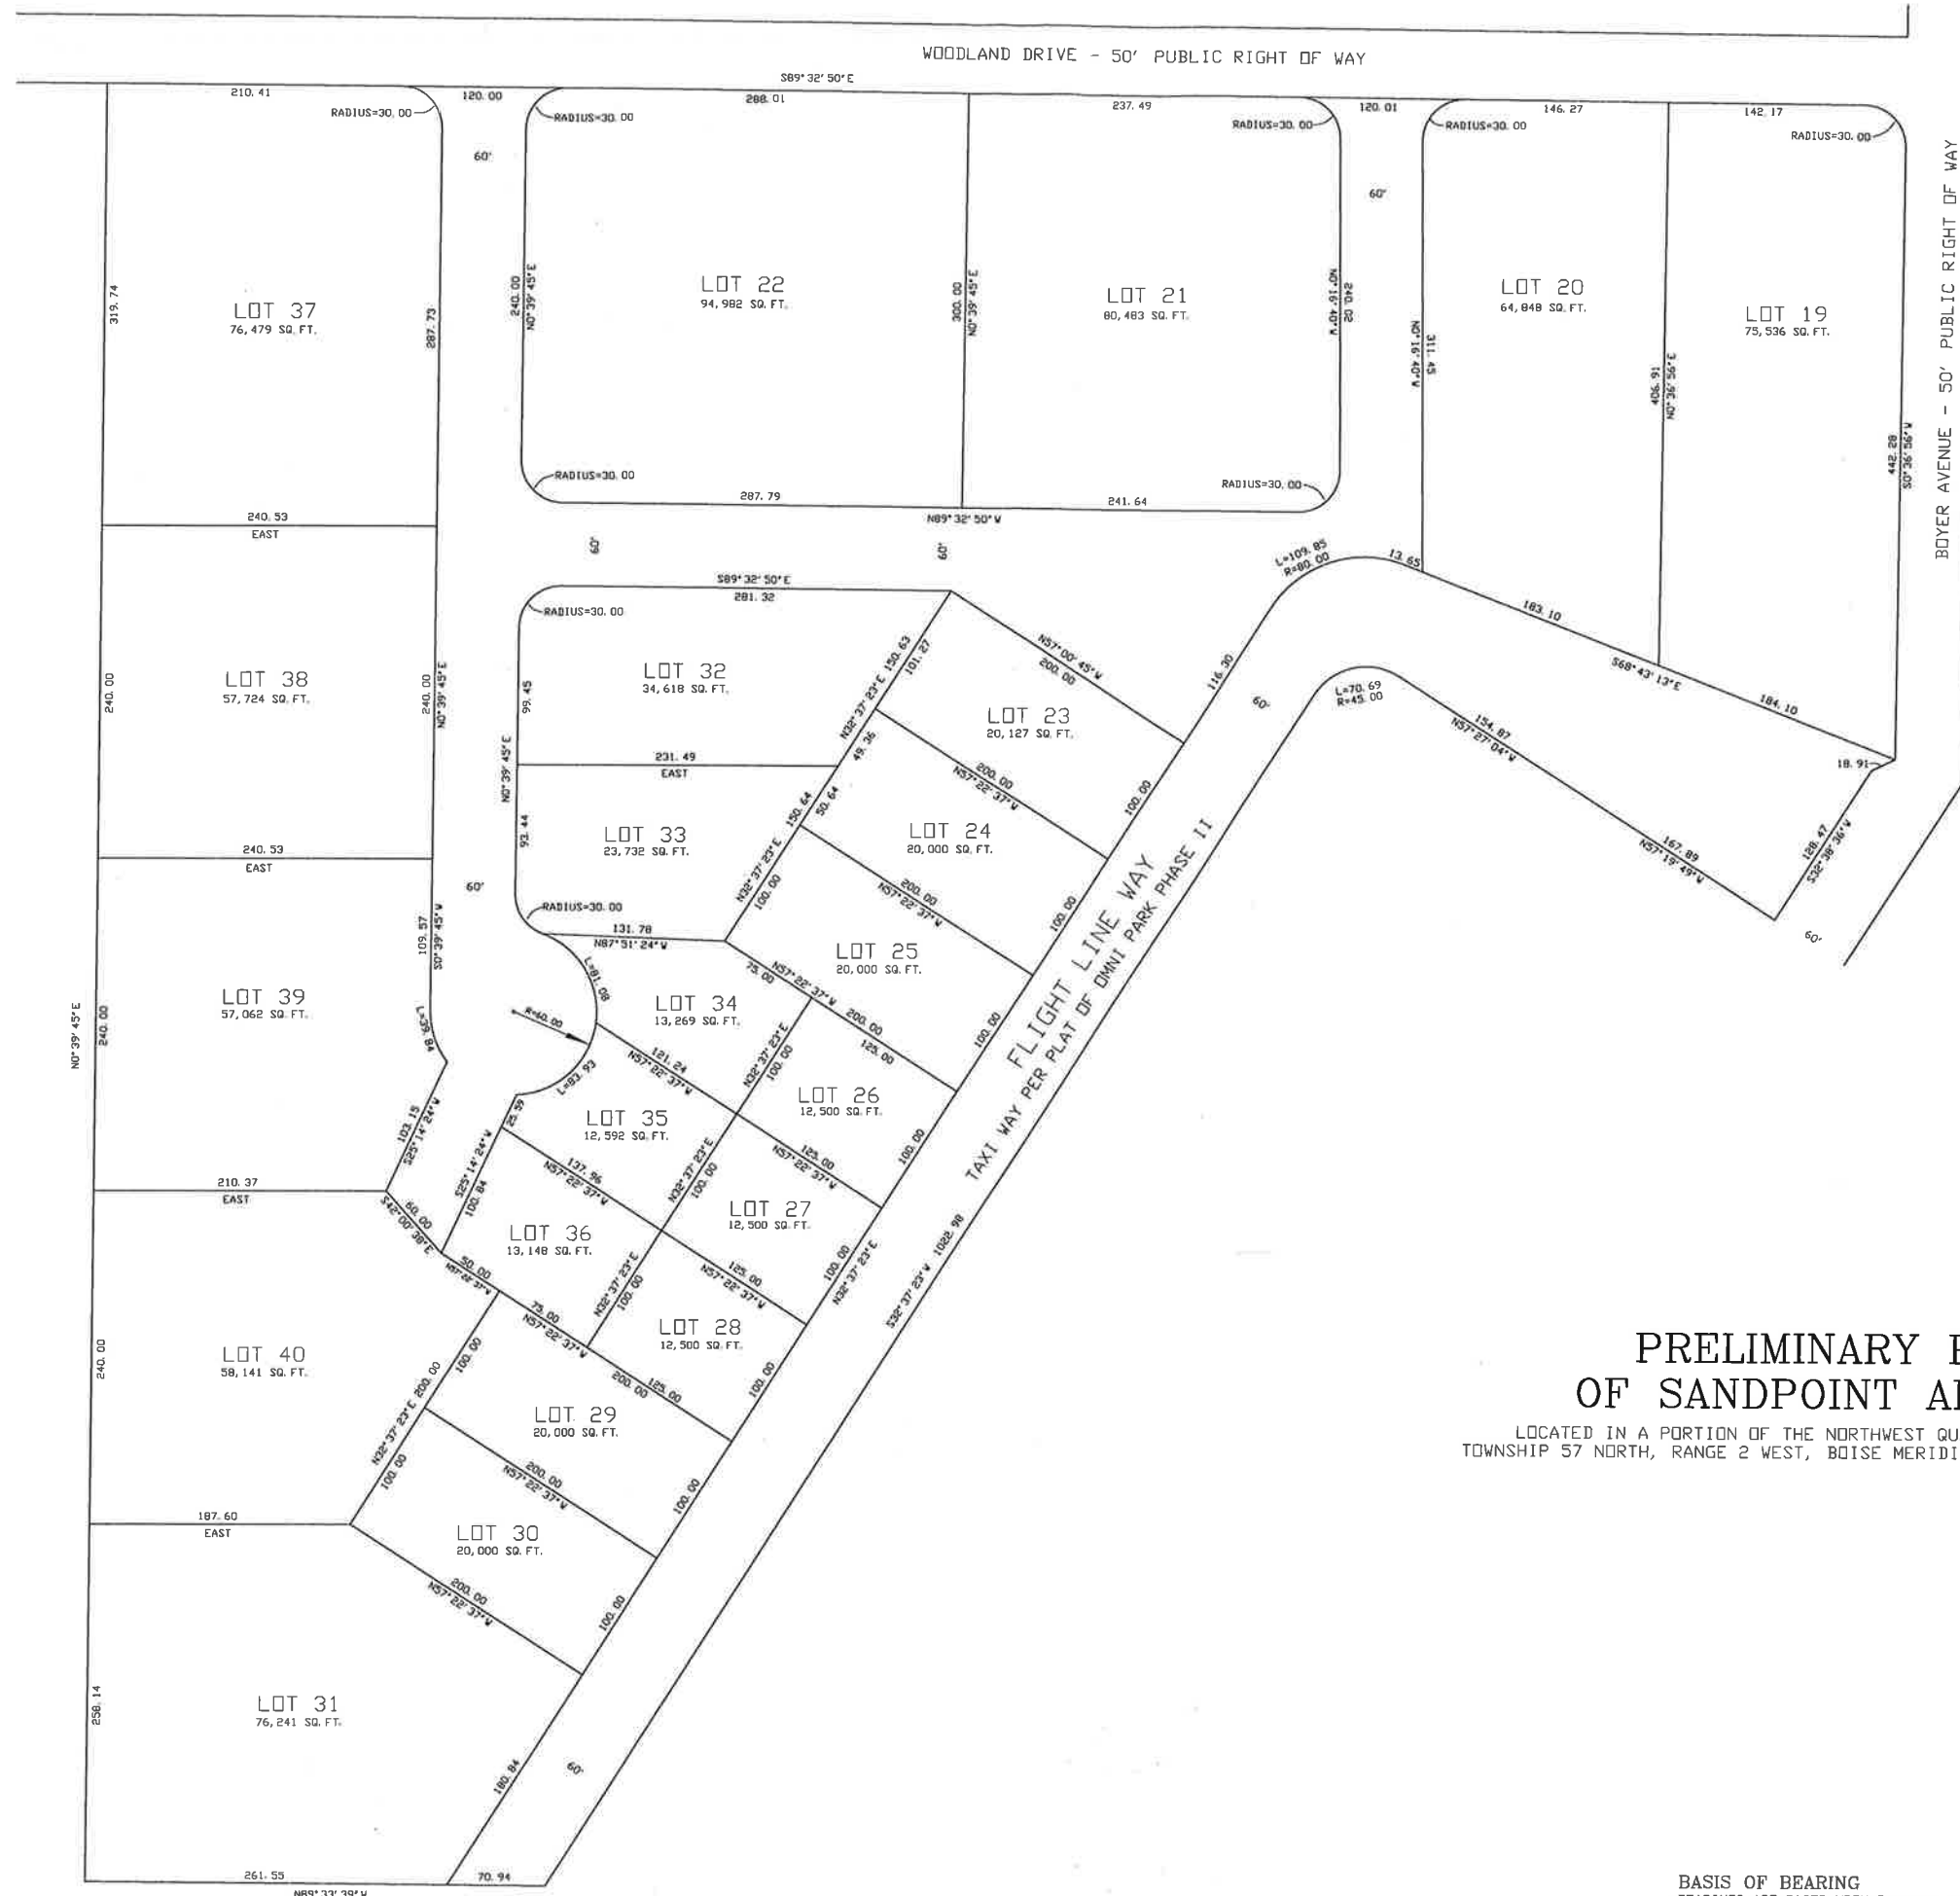 WOODLAND DRIVE - 50' PUBLIC RIGHT OF WAY
S89°32'50"E
210.41
120.00
288.01
237.49
120.01
146.27
142.17
RADIUS=30.00
RADIUS=30.00
RADIUS=30.00
RADIUS=30.00
RADIUS=30.00
60'
60'
BOYER AVENUE - 50' PUBLIC RIGHT OF WAY
319.74
LOT 37
76,479 SQ. FT.
287.73
240.00
N0°39'45"E
LOT 22
94,982 SQ. FT.
300.00
N0°39'45"E
LOT 21
80,483 SQ. FT.
240.02
N0°16'40"W
311.45
N0°16'40"W
LOT 20
64,848 SQ. FT.
406.91
N0°36'56"E
LOT 19
75,536 SQ. FT.
442.28
S0°36'56"W
RADIUS=30.00
287.79
RADIUS=30.00
241.64
N89°32'50"W
240.53
EAST
60'
60'
L=109.85
R=80.00
13.65
183.10
S68°43'13"E
184.10
18.91
S89°32'50"E
281.32
RADIUS=30.00
240.00
LOT 38
57,724 SQ. FT.
240.00
N0°39'45"E
99.45
LOT 32
34,618 SQ. FT.
N32°37'23"E 150.63
101.27
N57°00'45"W
200.00
116.30
60'
L=70.69
R=45.00
154.87
N57°27'04"W
167.89
N57°19'49"W
128.47
S32°38'36"W
60'
LOT 23
20,127 SQ. FT.
49.36
231.49
EAST
N0°39'45"E
93.44
LOT 33
23,732 SQ. FT.
N32°37'23"E 150.64
50.64
100.00
200.00
N57°22'37"W
100.00
LOT 24
20,000 SQ. FT.
240.53
EAST
60'
RADIUS=30.00
131.78
N87°51'24"W
200.00
N57°22'37"W
100.00
LOT 25
20,000 SQ. FT.
109.57
S0°39'45"W
L=39.84
N0°39'45"E
240.00
LOT 39
57,062 SQ. FT.
L=81.08
R=60.00
L=83.93
LOT 34
13,269 SQ. FT.
75.00
N57°22'37"W
200.00
125.00
100.00
N32°37'23"E
100.00
121.24
N57°22'37"W
LOT 26
12,500 SQ. FT.
100.00
FLIGHT LINE WAY
TAXI WAY PER PLAT OF OMNI PARK PHASE II
103.15
S25°14'24"W
25.59
LOT 35
12,592 SQ. FT.
125.00
N57°22'37"W
N32°37'23"E
100.00
210.37
EAST
S25°14'24"W
100.84
137.96
N57°22'37"W
LOT 27
12,500 SQ. FT.
100.00
N32°37'23"E
S32°37'23"W 1022.98
60.00
S42°00'38"E
LOT 36
13,148 SQ. FT.
50.00
N57°22'37"W
75.00
N57°22'37"W
N32°37'23"E
100.00
125.00
N57°22'37"W
LOT 28
12,500 SQ. FT.
100.00
200.00
125.00
240.00
LOT 40
58,141 SQ. FT.
N32°37'23"E 200.00
100.00
100.00
LOT 29
20,000 SQ. FT.
200.00
N57°22'37"W
100.00
187.60
EAST
LOT 30
20,000 SQ. FT.
200.00
N57°22'37"W
100.00
258.14
LOT 31
76,241 SQ. FT.
180.84
60'
261.55
70.94
N89°33'39"W
PRELIMINARY
OF SANDPOINT
LOCATED IN A PORTION OF THE NORTHWEST QU
TOWNSHIP 57 NORTH, RANGE 2 WEST, BOISE MERIDI
BASIS OF BEARING